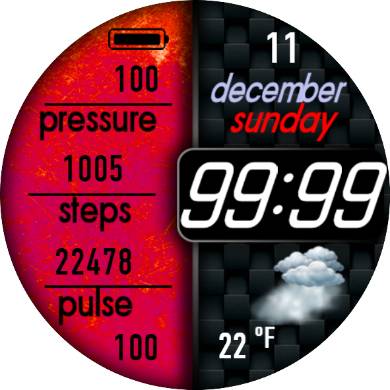 100
pressure
1005
steps
22478
pulse
100
11
december
sunday
99:99
22 °F